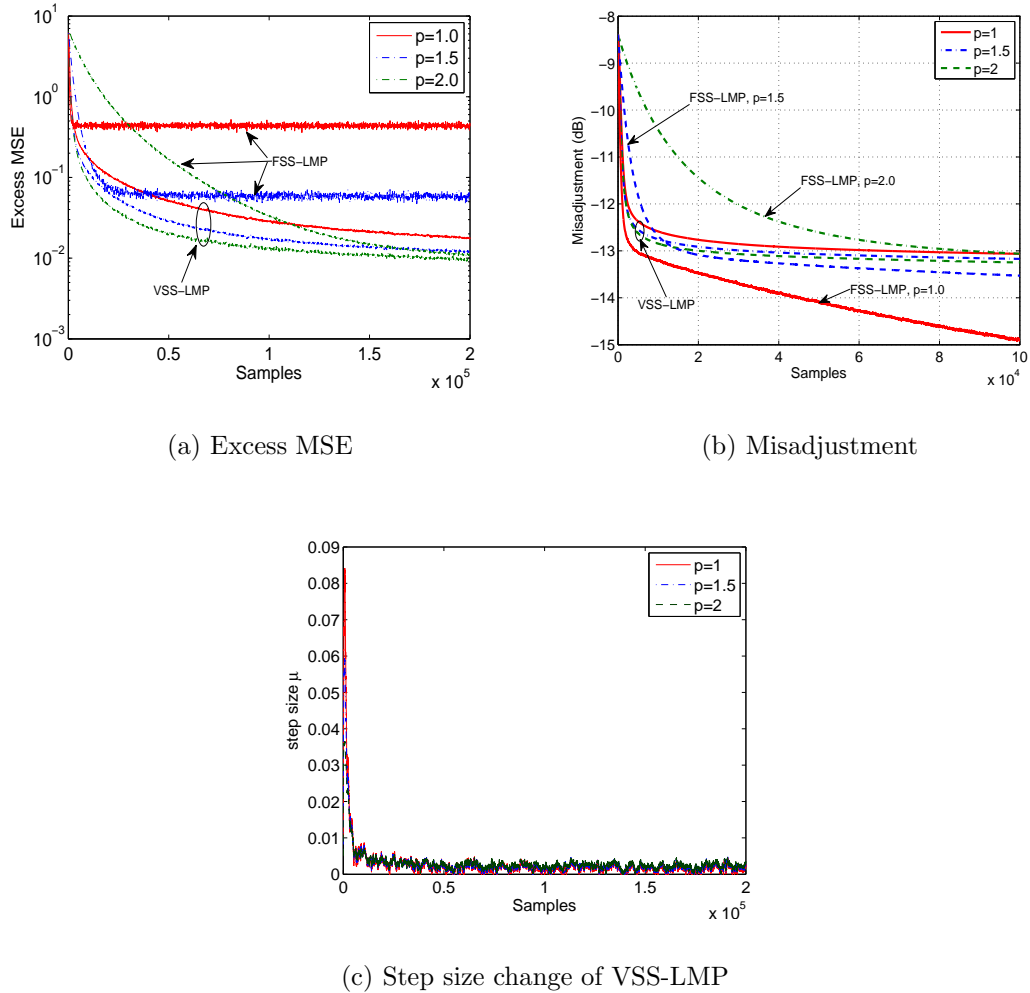 10^1
10^0
10^−1
10^−2
10^−3
Excess MSE
0
0.5
1
1.5
2
x 10^5
Samples
p=1.0
p=1.5
p=2.0
FSS−LMP
VSS−LMP
(a) Excess MSE
−8
−9
−10
−11
−12
−13
−14
−15
Misadjustment (dB)
0
2
4
6
8
10
x 10^4
Samples
p=1
p=1.5
p=2
FSS−LMP, p=1.5
FSS−LMP, p=2.0
VSS−LMP
FSS−LMP, p=1.0
(b) Misadjustment
0.09
0.08
0.07
0.06
0.05
0.04
0.03
0.02
0.01
0
step size μ
0
0.5
1
1.5
2
x 10^5
Samples
p=1
p=1.5
p=2
(c) Step size change of VSS-LMP